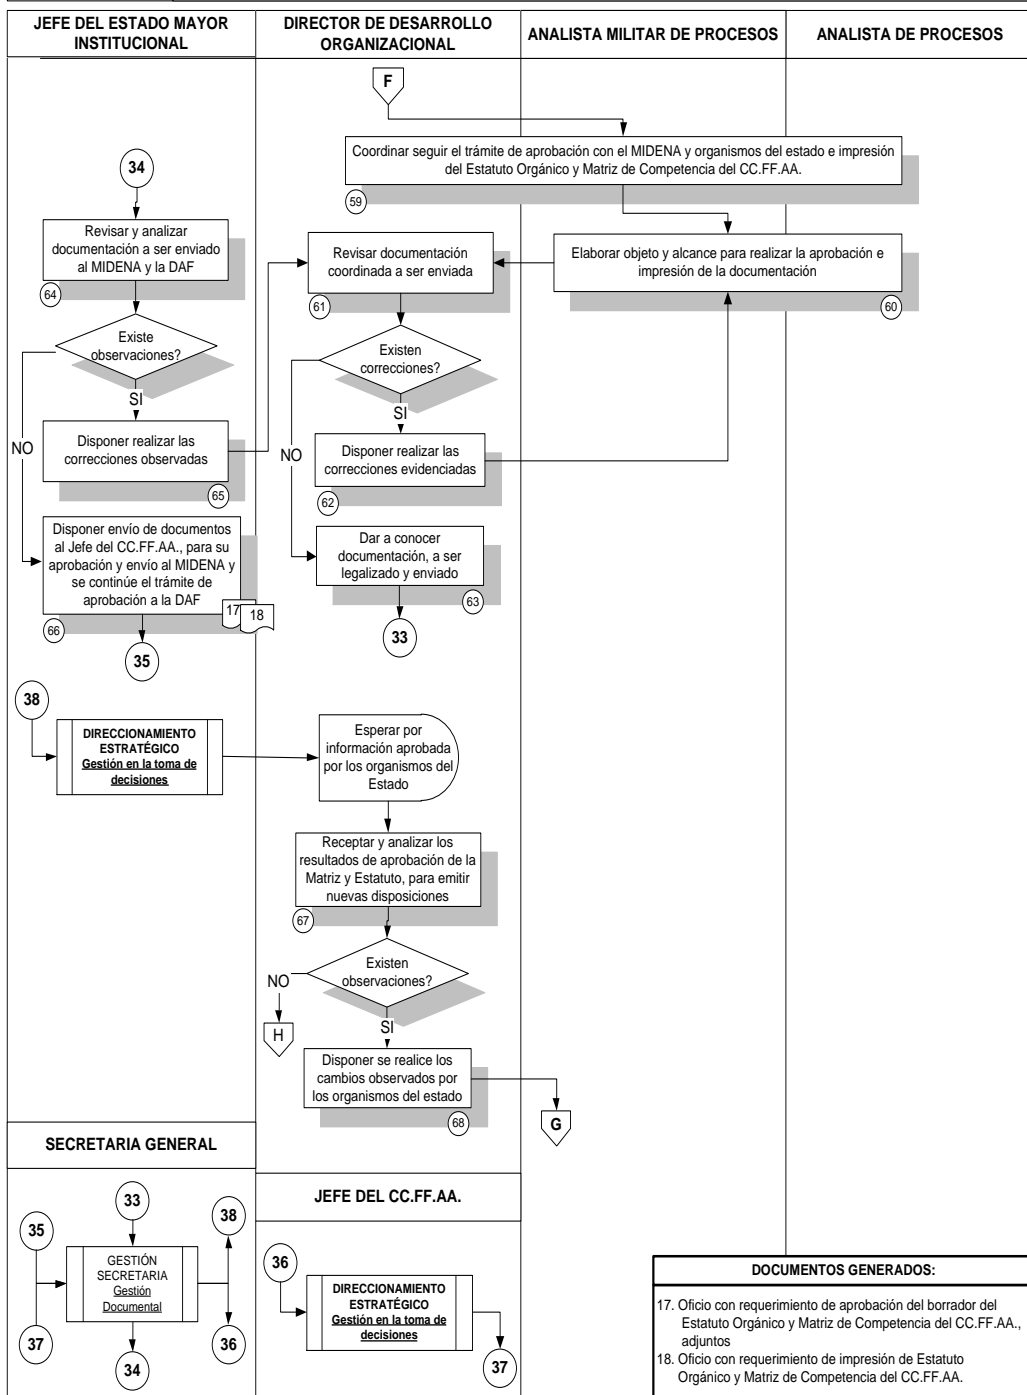 JEFE DEL ESTADO MAYOR
INSTITUCIONAL
DIRECTOR DE DESARROLLO
ORGANIZACIONAL
ANALISTA MILITAR DE PROCESOS
ANALISTA DE PROCESOS
F
Coordinar seguir el trámite de aprobación con el MIDENA y organismos del estado e impresión
del Estatuto Orgánico y Matriz de Competencia del CC.FF.AA.
59
34
Revisar y analizar
documentación a ser enviado
al MIDENA y la DAF
64
Revisar documentación
coordinada a ser enviada
61
Elaborar objeto y alcance para realizar la aprobación e
impresión de la documentación
60
Existe
observaciones?
SI
NO
Existen
correcciones?
SI
NO
Disponer realizar las
correcciones observadas
65
Disponer realizar las
correcciones evidenciadas
62
Disponer envío de documentos
al Jefe del CC.FF.AA., para su
aprobación y envío al MIDENA y
se continúe el trámite de
aprobación a la DAF
17
18
66
35
Dar a conocer
documentación, a ser
legalizado y enviado
63
33
38
DIRECCIONAMIENTO
ESTRATÉGICO
Gestión en la toma de
decisiones
Esperar por
información aprobada
por los organismos del
Estado
Receptar y analizar los
resultados de aprobación de la
Matriz y Estatuto, para emitir
nuevas disposiciones
67
Existen
observaciones?
NO
H
SI
Disponer se realice los
cambios observados por
los organismos del estado
68
G
SECRETARIA GENERAL
33
35
38
GESTIÓN
SECRETARIA
Gestión
Documental
37
36
34
JEFE DEL CC.FF.AA.
36
DIRECCIONAMIENTO
ESTRATÉGICO
Gestión en la toma de
decisiones
37
DOCUMENTOS GENERADOS:
17. Oficio con requerimiento de aprobación del borrador del
Estatuto Orgánico y Matriz de Competencia del CC.FF.AA.,
adjuntos
18. Oficio con requerimiento de impresión de Estatuto
Orgánico y Matriz de Competencia del CC.FF.AA.